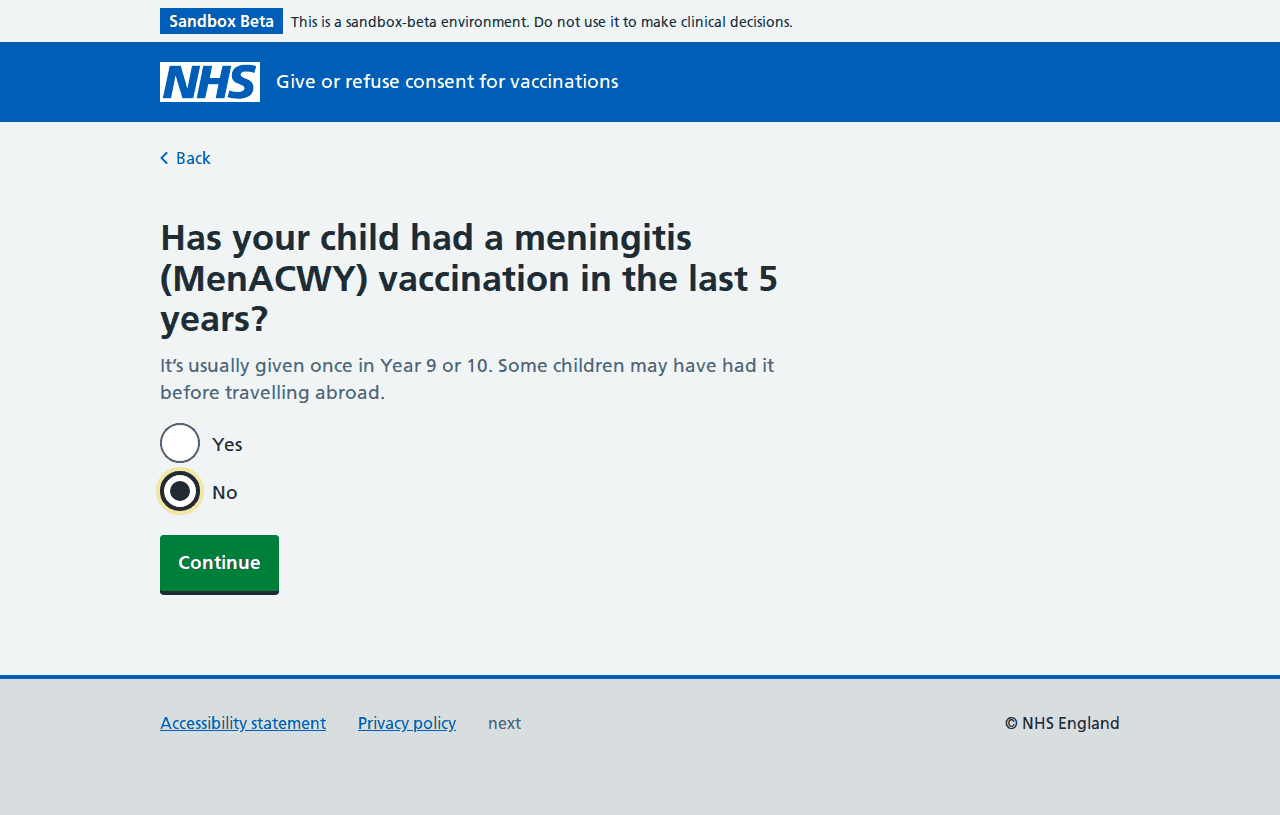 Sandbox Beta This is a sandbox-beta environment. Do not use it to make clinical decisions.
NHS Give or refuse consent for vaccinations
Back
Has your child had a meningitis
(MenACWY) vaccination in the last 5
years?
It’s usually given once in Year 9 or 10. Some children may have had it
before travelling abroad.
Yes
No
Continue
Accessibility statement Privacy policy next © NHS England